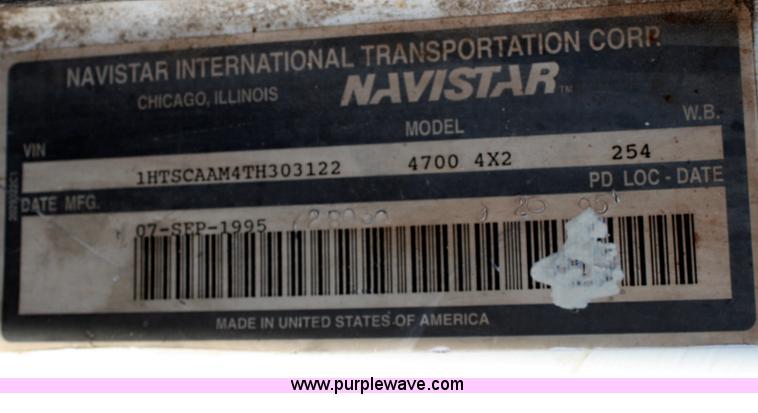 NAVISTAR INTERNATIONAL TRANSPORTATION CORP.
CHICAGO, ILLINOIS NAVISTAR™
VIN MODEL W.B.
1HTSCAAM4TH303122 4700 4X2 254
DATE MFG. PD LOC - DATE
07-SEP-1995
MADE IN UNITED STATES OF AMERICA
www.purplewave.com